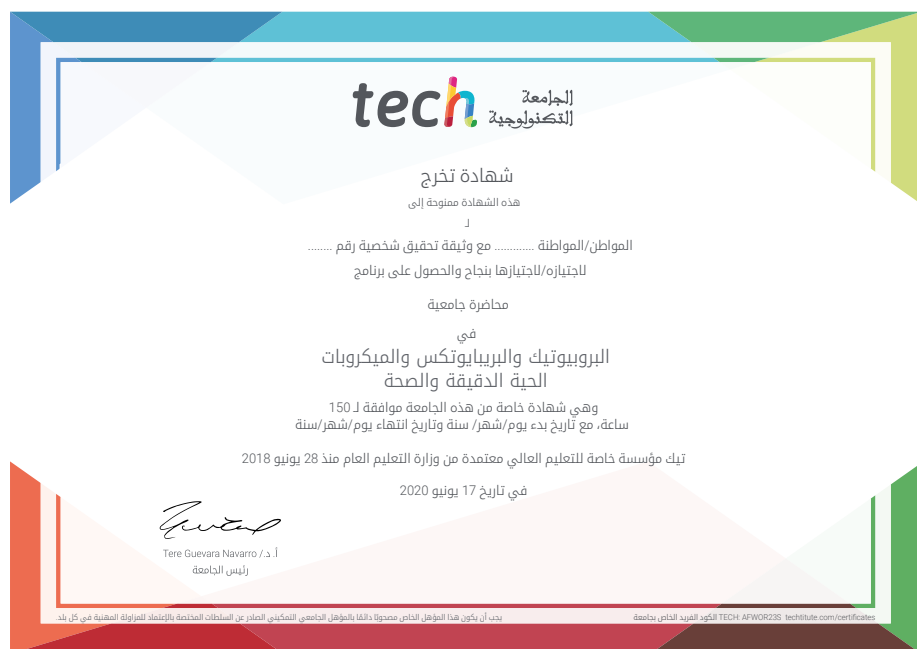 tech الجامعة
التكنولوجية
شهادة تخرج
هذه الشهادة ممنوحة إلى
لـ
المواطن/المواطنة ............ مع وثيقة تحقيق شخصية رقم ........
لاجتيازه/لاجتيازها بنجاح والحصول على برنامج
محاضرة جامعية
في
البروبيوتيك والبريبايوتكس والميكروبات
الحية الدقيقة والصحة
وهي شهادة خاصة من هذه الجامعة موافقة لـ 150
ساعة، مع تاريخ بدء يوم/شهر/ سنة وتاريخ انتهاء يوم/شهر/سنة
تيك مؤسسة خاصة للتعليم العالي معتمدة من وزارة التعليم العام منذ 28 يونيو 2018
في تاريخ 17 يونيو 2020
أ. د./ Tere Guevara Navarro
رئيس الجامعة
يجب أن يكون هذا المؤهل الخاص مصحوبًا دائمًا بالمؤهل الجامعي التمكيني الصادر عن السلطات المختصة بالإعتماد للمزاولة المهنية في كل بلد.
الكود الفريد الخاص بجامعة TECH: AFWOR23S techtitute.com/certificates